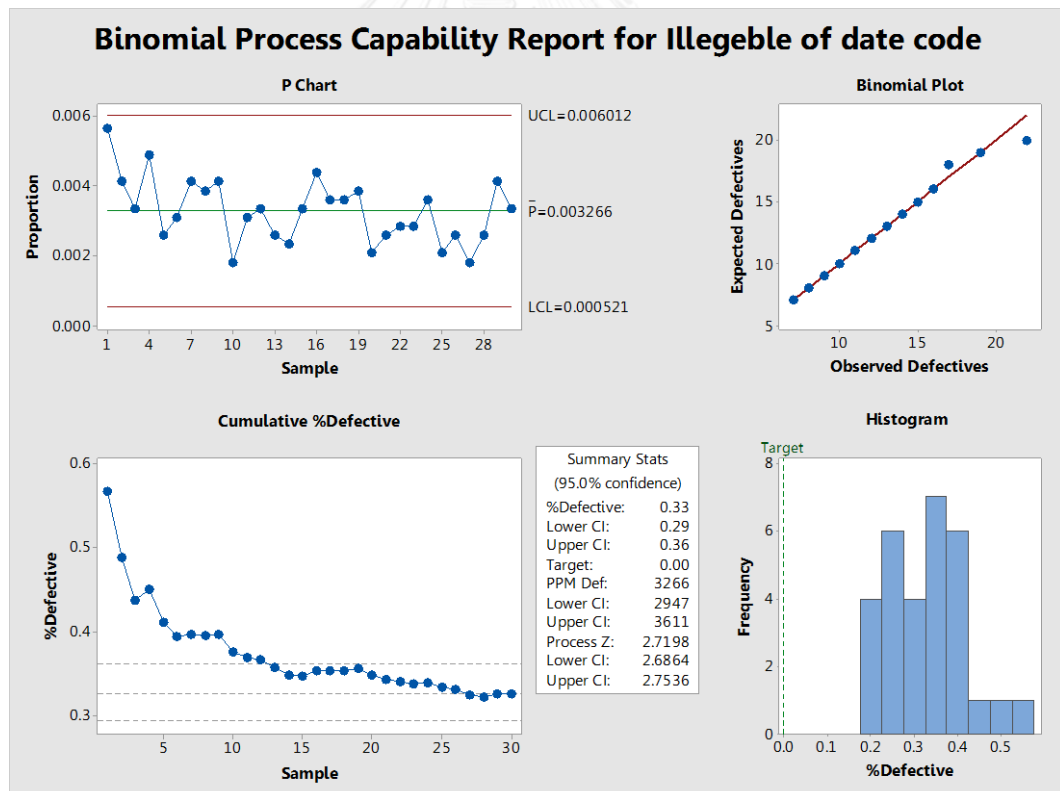 Binomial Process Capability Report for Illegeble of date code
P Chart
0.006
0.004
0.002
0.000
Proportion
UCL=0.006012
P̄=0.003266
LCL=0.000521
1 4 7 10 13 16 19 22 25 28
Sample
Binomial Plot
20
15
10
5
Expected Defectives
10 15 20
Observed Defectives
Cumulative %Defective
0.6
0.5
0.4
0.3
%Defective
5 10 15 20 25 30
Sample
Summary Stats
(95.0% confidence)
%Defective: 0.33
Lower CI: 0.29
Upper CI: 0.36
Target: 0.00
PPM Def: 3266
Lower CI: 2947
Upper CI: 3611
Process Z: 2.7198
Lower CI: 2.6864
Upper CI: 2.7536
Histogram
Target
8
6
4
2
0
Frequency
0.0 0.1 0.2 0.3 0.4 0.5
%Defective